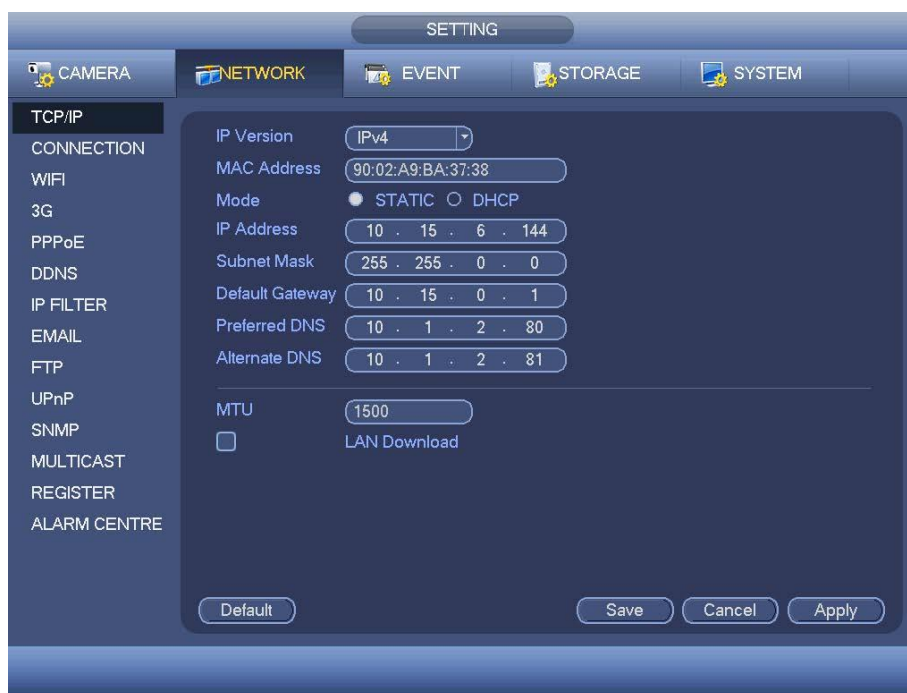 SETTING
CAMERA NETWORK EVENT STORAGE SYSTEM
TCP/IP
CONNECTION
WIFI
3G
PPPoE
DDNS
IP FILTER
EMAIL
FTP
UPnP
SNMP
MULTICAST
REGISTER
ALARM CENTRE
IP Version IPv4
MAC Address 90:02:A9:BA:37:38
Mode STATIC DHCP
IP Address 10 . 15 . 6 . 144
Subnet Mask 255 . 255 . 0 . 0
Default Gateway 10 . 15 . 0 . 1
Preferred DNS 10 . 1 . 2 . 80
Alternate DNS 10 . 1 . 2 . 81
MTU 1500
LAN Download
Default Save Cancel Apply